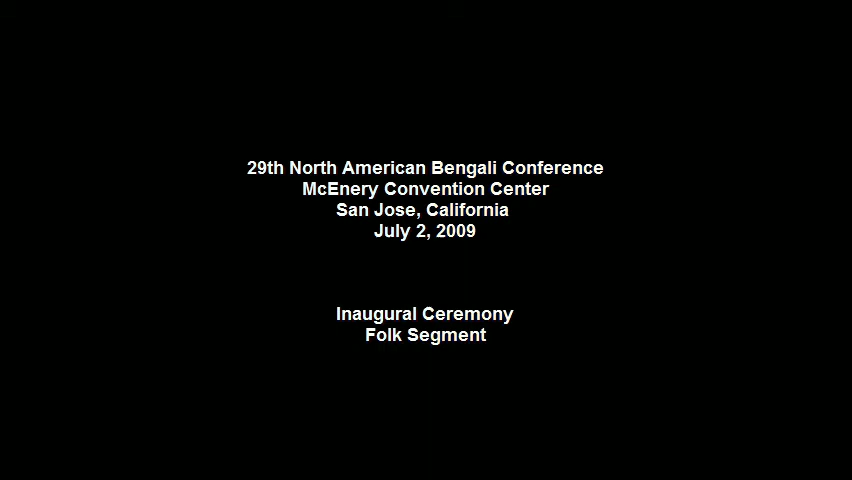 29th North American Bengali Conference
McEnery Convention Center
San Jose, California
July 2, 2009
Inaugural Ceremony
Folk Segment